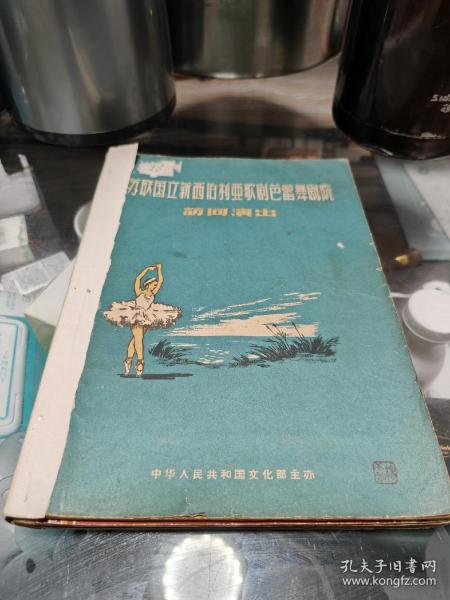 苏联国立新西伯利亚歌剧芭蕾舞剧院
访问演出
中华人民共和国文化部主办
孔夫子旧书网
www.kongfz.com